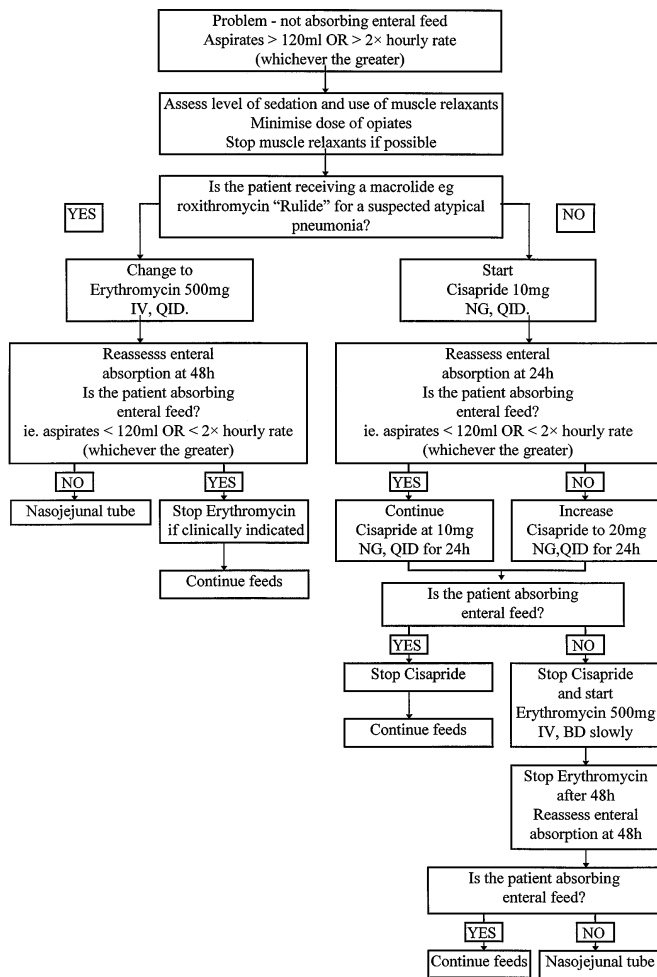 Problem - not absorbing enteral feed
Aspirates > 120ml OR > 2× hourly rate
(whichever the greater)
Assess level of sedation and use of muscle relaxants
Minimise dose of opiates
Stop muscle relaxants if possible
Is the patient receiving a macrolide eg
roxithromycin “Rulide” for a suspected atypical
pneumonia?
YES
NO
Change to
Erythromycin 500mg
IV, QID.
Start
Cisapride 10mg
NG, QID.
Reassesss enteral
absorption at 48h
Is the patient absorbing
enteral feed?
ie. aspirates < 120ml OR < 2× hourly rate
(whichever the greater)
Reassess enteral
absorption at 24h
Is the patient absorbing
enteral feed?
ie. aspirates < 120ml OR < 2× hourly rate
(whichever the greater)
NO
YES
YES
NO
Nasojejunal tube
Stop Erythromycin
if clinically indicated
Continue feeds
Continue
Cisapride at 10mg
NG, QID for 24h
Increase
Cisapride to 20mg
NG,QID for 24h
Is the patient absorbing
enteral feed?
YES
NO
Stop Cisapride
Continue feeds
Stop Cisapride
and start
Erythromycin 500mg
IV, BD slowly
Stop Erythromycin
after 48h
Reassess enteral
absorption at 48h
Is the patient absorbing
enteral feed?
YES
NO
Continue feeds
Nasojejunal tube